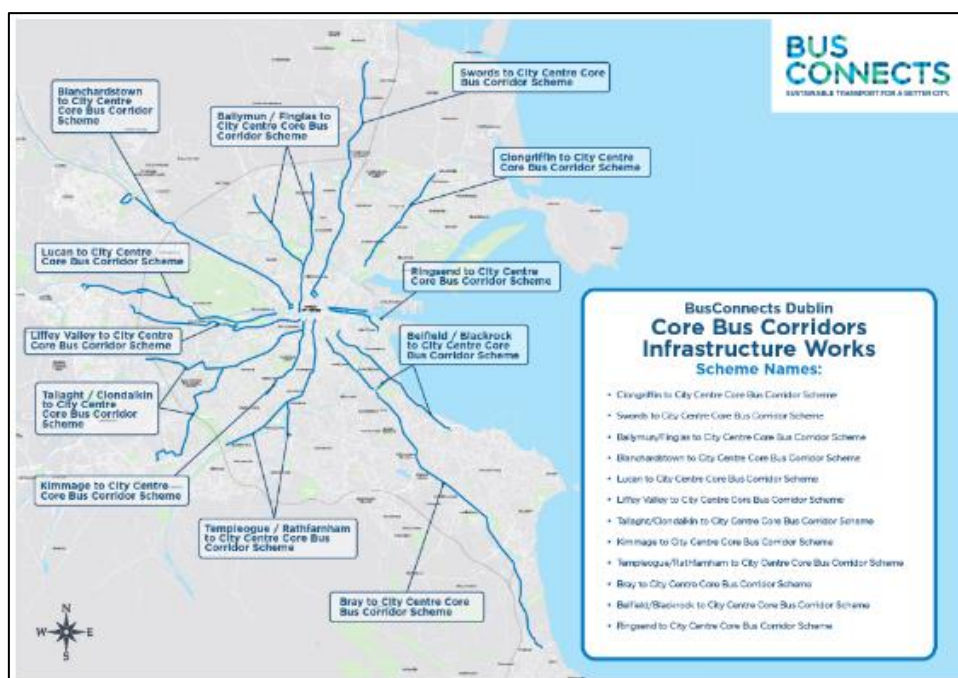 BUS
CONNECTS
SUSTAINABLE TRANSPORT FOR A BETTER CITY.
Swords to City Centre Core
Bus Corridor Scheme
Blanchardstown
to City Centre
Core Bus Corridor
Scheme
Ballymun / Finglas to
City Centre Core Bus
Corridor Scheme
Clongriffin to City Centre
Core Bus Corridor Scheme
Lucan to City Centre
Core Bus Corridor Scheme
Ringsend to City Centre
Core Bus Corridor Scheme
Liffey Valley to City Centre
Core Bus Corridor Scheme
Belfield / Blackrock
to City Centre Core
Bus Corridor Scheme
Tallaght / Clondalkin
to City Centre
Core Bus Corridor
Scheme
Kimmage to City Centre
Core Bus Corridor Scheme
Templeogue / Rathfarnham
to City Centre Core Bus
Corridor Scheme
Bray to City Centre Core
Bus Corridor Scheme
N
W E
S
BusConnects Dublin
Core Bus Corridors
Infrastructure Works
Scheme Names:
• Clongriffin to City Centre Core Bus Corridor Scheme
• Swords to City Centre Core Bus Corridor Scheme
• Ballymun/Finglas to City Centre Core Bus Corridor Scheme
• Blanchardstown to City Centre Core Bus Corridor Scheme
• Lucan to City Centre Core Bus Corridor Scheme
• Liffey Valley to City Centre Core Bus Corridor Scheme
• Tallaght/Clondalkin to City Centre Core Bus Corridor Scheme
• Kimmage to City Centre Core Bus Corridor Scheme
• Templeogue/Rathfarnham to City Centre Core Bus Corridor Scheme
• Bray to City Centre Core Bus Corridor Scheme
• Belfield/Blackrock to City Centre Core Bus Corridor Scheme
• Ringsend to City Centre Core Bus Corridor Scheme